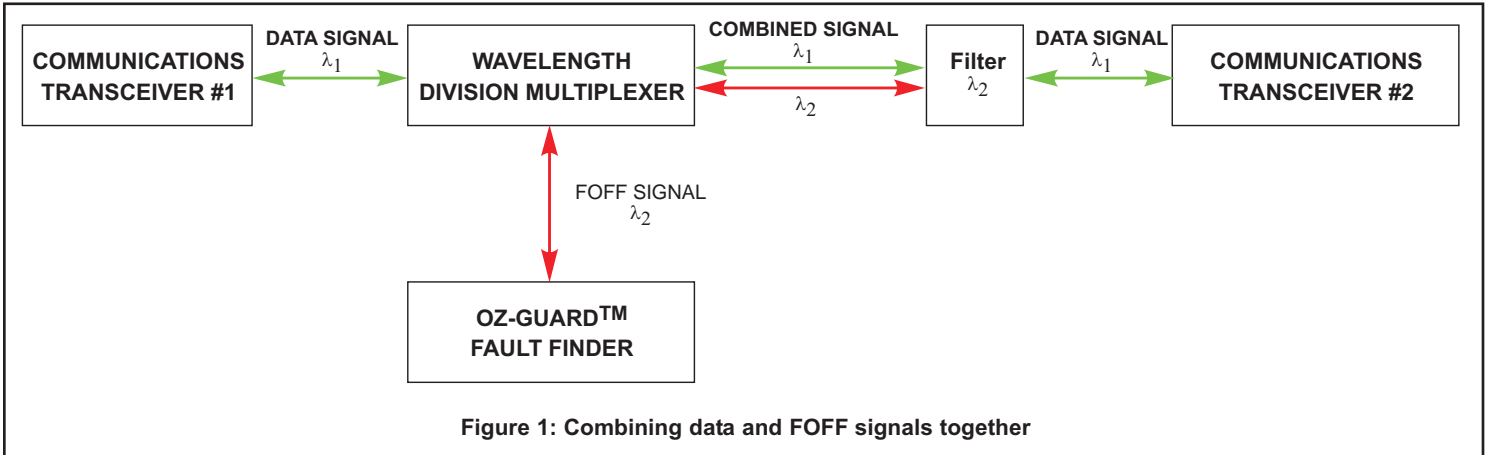 COMMUNICATIONS
TRANSCEIVER #1
DATA SIGNAL
λ1
WAVELENGTH
DIVISION MULTIPLEXER
COMBINED SIGNAL
λ1
λ2
Filter
λ2
DATA SIGNAL
λ1
COMMUNICATIONS
TRANSCEIVER #2
FOFF SIGNAL
λ2
OZ-GUARD™
FAULT FINDER
Figure 1: Combining data and FOFF signals together